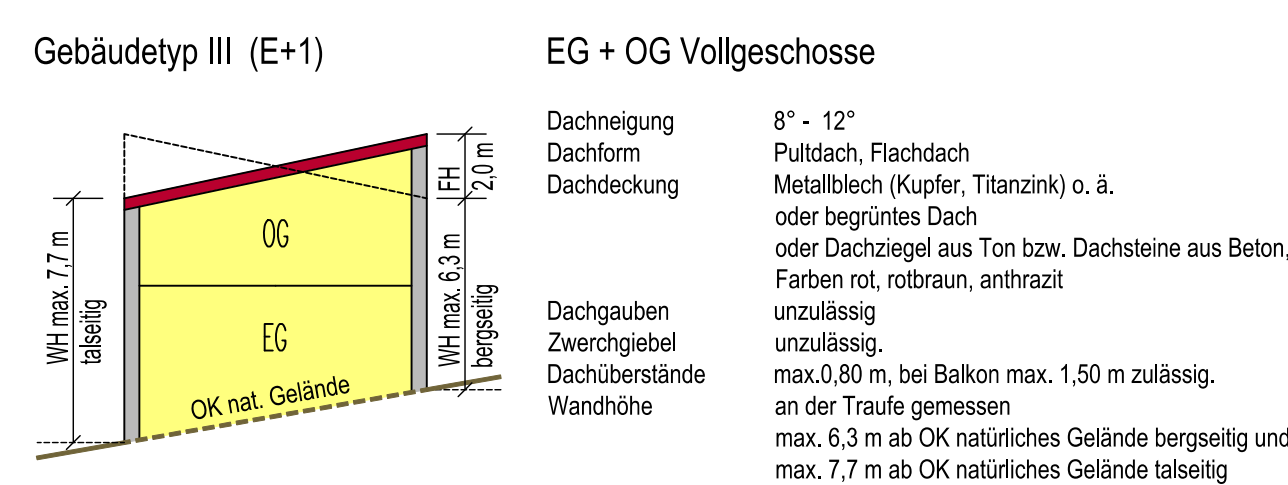 Gebäudetyp III (E+1)
EG + OG Vollgeschosse
Dachneigung 8° - 12°
Dachform Pultdach, Flachdach
Dachdeckung Metallblech (Kupfer, Titanzink) o. ä.
oder begrüntes Dach
oder Dachziegel aus Ton bzw. Dachsteine aus Beton,
Farben rot, rotbraun, anthrazit
Dachgauben unzulässig
Zwerchgiebel unzulässig.
Dachüberstände max.0,80 m, bei Balkon max. 1,50 m zulässig.
Wandhöhe an der Traufe gemessen
max. 6,3 m ab OK natürliches Gelände bergseitig und
max. 7,7 m ab OK natürliches Gelände talseitig
WH max. 7,7 m
talseitig
OG
EG
OK nat. Gelände
FH
2,0 m
WH max. 6,3 m
bergseitig